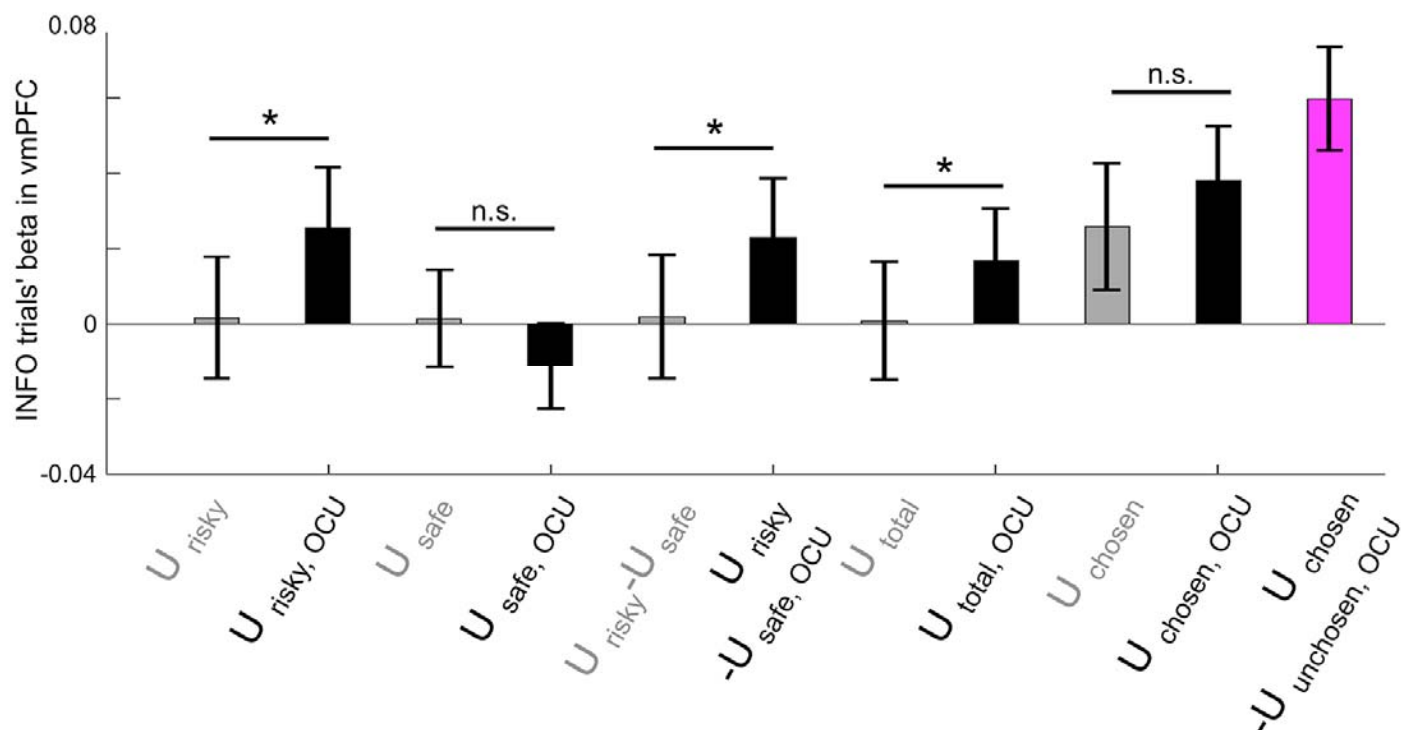 0.08
0
-0.04
INFO trials' beta in vmPFC
*
n.s.
*
*
n.s.
U risky
U risky, OCU
U safe
U safe, OCU
U risky-U safe
U risky
-U safe, OCU
U total
U total, OCU
U chosen
U chosen, OCU
U chosen
-U unchosen, OCU